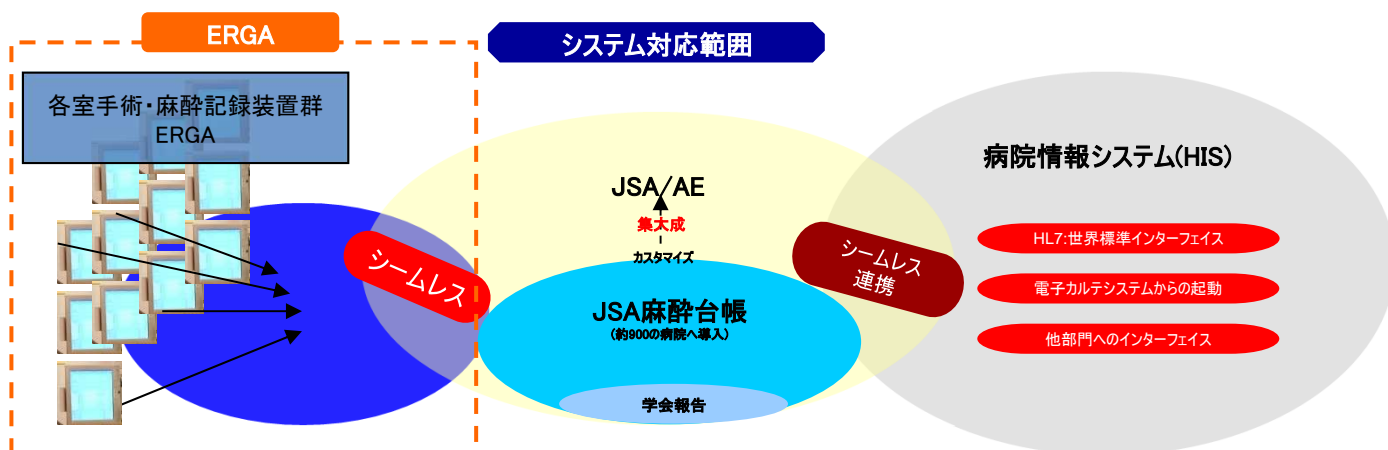 ERGA
システム対応範囲
各室手術・麻酔記録装置群
ERGA
シームレス
JSA/AE
集大成
カスタマイズ
JSA麻酔台帳
(約900の病院へ導入)
学会報告
シームレス
連携
病院情報システム(HIS)
HL7:世界標準インターフェイス
電子カルテシステムからの起動
他部門へのインターフェイス